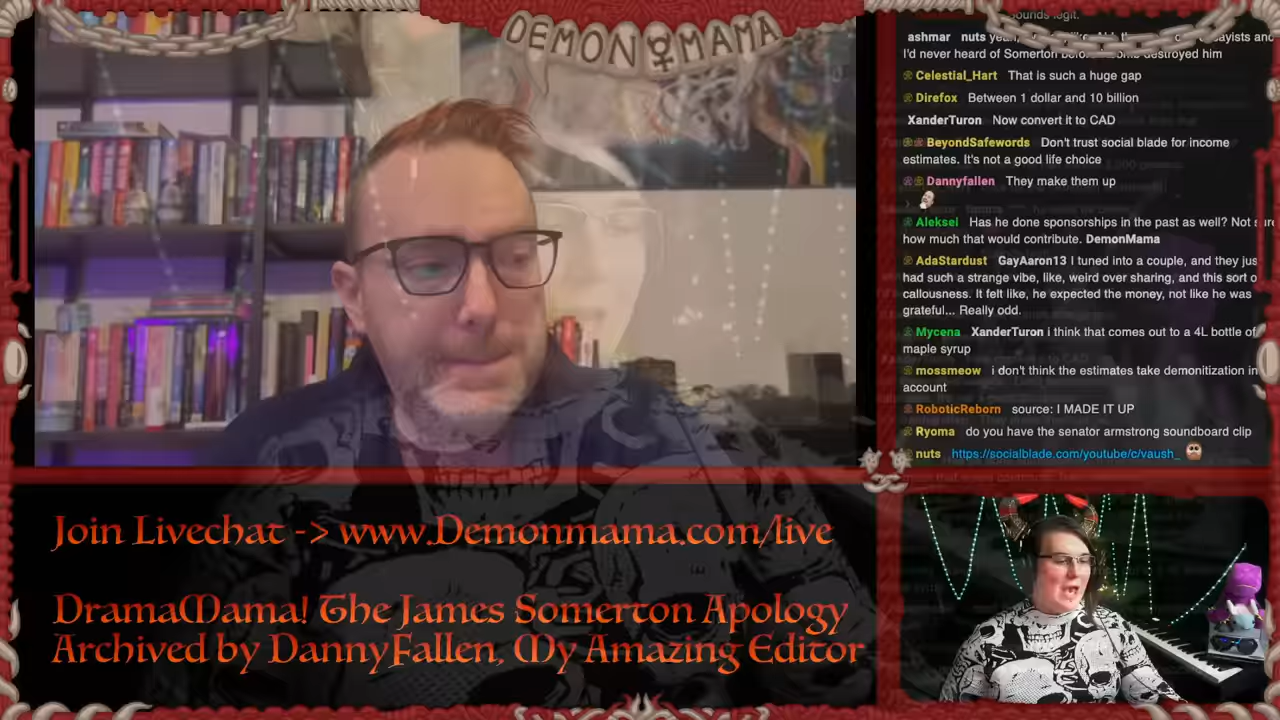 DEMON MAMA
sounds legit.
ashmar nuts
I'd never heard of Somerton
Celestial_Hart That is such a huge gap
Direfox Between 1 dollar and 10 billion
XanderTuron Now convert it to CAD
BeyondSafewords Don't trust social blade for income
estimates. It's not a good life choice
Dannyfallen They make them up
Aleksel Has he done sponsorships in the past as well? Not sure
how much that would contribute. DemonMama
AdaStardust GayAaron13 I tuned into a couple, and they jus
had such a strange vibe, like, weird over sharing, and this sort o
callousness. It felt like, he expected the money, not like he was
grateful... Really odd.
Mycena XanderTuron i think that comes out to a 4L bottle of
maple syrup
mossmeow i don't think the estimates take demonitization in
account
RoboticReborn source: I MADE IT UP
Ryoma do you have the senator armstrong soundboard clip
nuts https://socialblade.com/youtube/c/vaush_
Join Livechat -> www.Demonmama.com/live
DramaMama! The James Somerton Apology
Archived by DannyFallen, My Amazing Editor